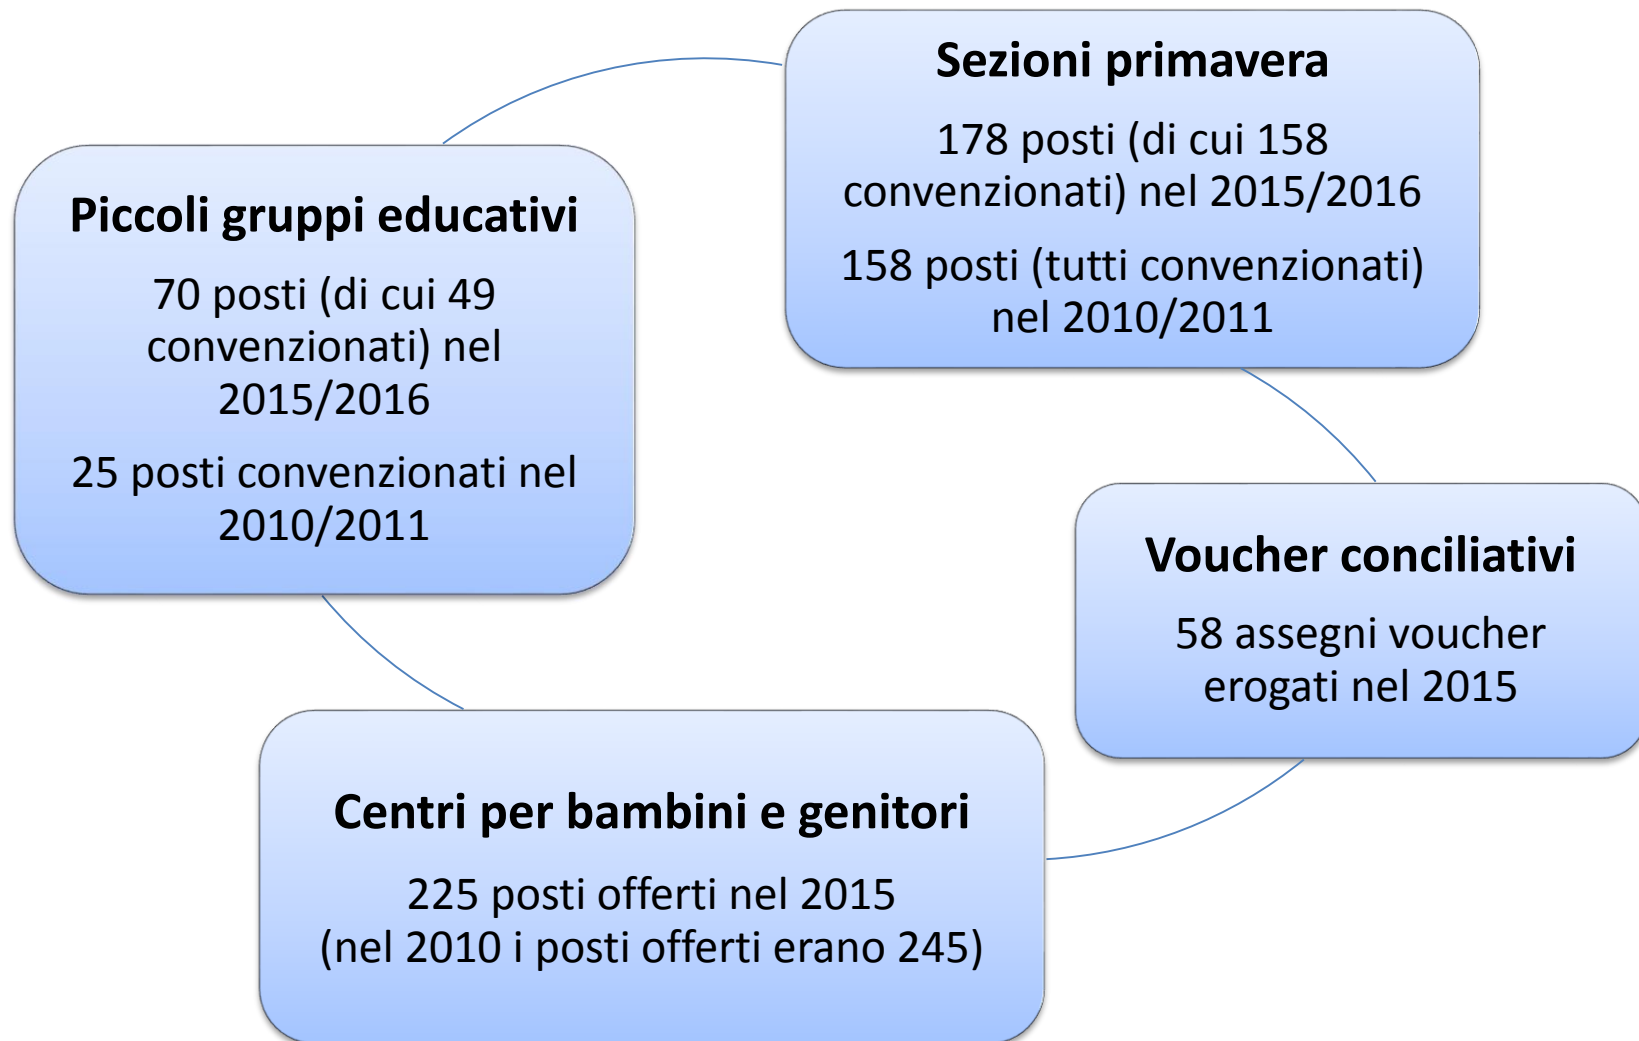 Sezioni primavera
178 posti (di cui 158
convenzionati) nel 2015/2016
158 posti (tutti convenzionati)
nel 2010/2011
Piccoli gruppi educativi
70 posti (di cui 49
convenzionati) nel
2015/2016
25 posti convenzionati nel
2010/2011
Voucher conciliativi
58 assegni voucher
erogati nel 2015
Centri per bambini e genitori
225 posti offerti nel 2015
(nel 2010 i posti offerti erano 245)